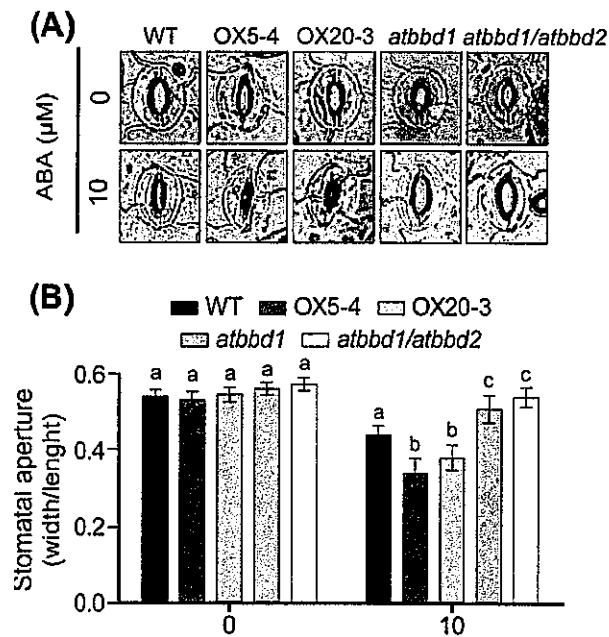 (A)
WT OX5-4 OX20-3 atbbd1 atbbd1/atbbd2
ABA (μM)
0
10
(B)
WT OX5-4 OX20-3
atbbd1 atbbd1/atbbd2
Stomatal aperture
(width/lenght)
0.6
0.4
0.2
0.0
a a a a a
a b b c c
0 10